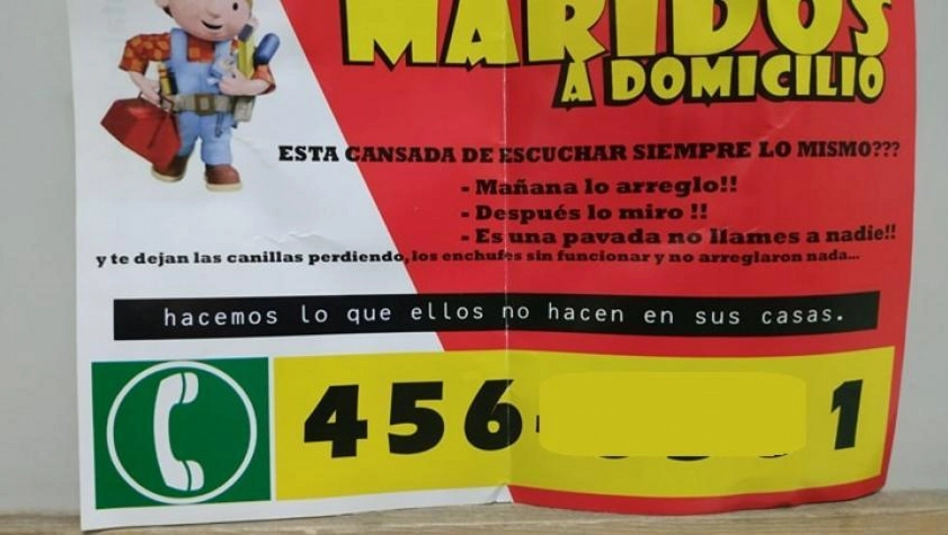 MARIDOS
A DOMICILIO
ESTA CANSADA DE ESCUCHAR SIEMPRE LO MISMO???
- Mañana lo arreglo!!
- Después lo miro !!
- Es una pavada no llames a nadie!!
y te dejan las canillas perdiendo, los enchufes sin funcionar y no arreglaron nada...
hacemos lo que ellos no hacen en sus casas.
456- 1